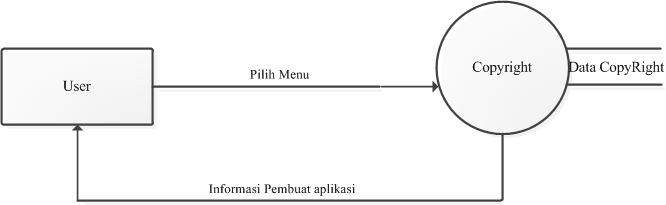 Pilih Menu
User
Copyright
Data CopyRight
Informasi Pembuat aplikasi